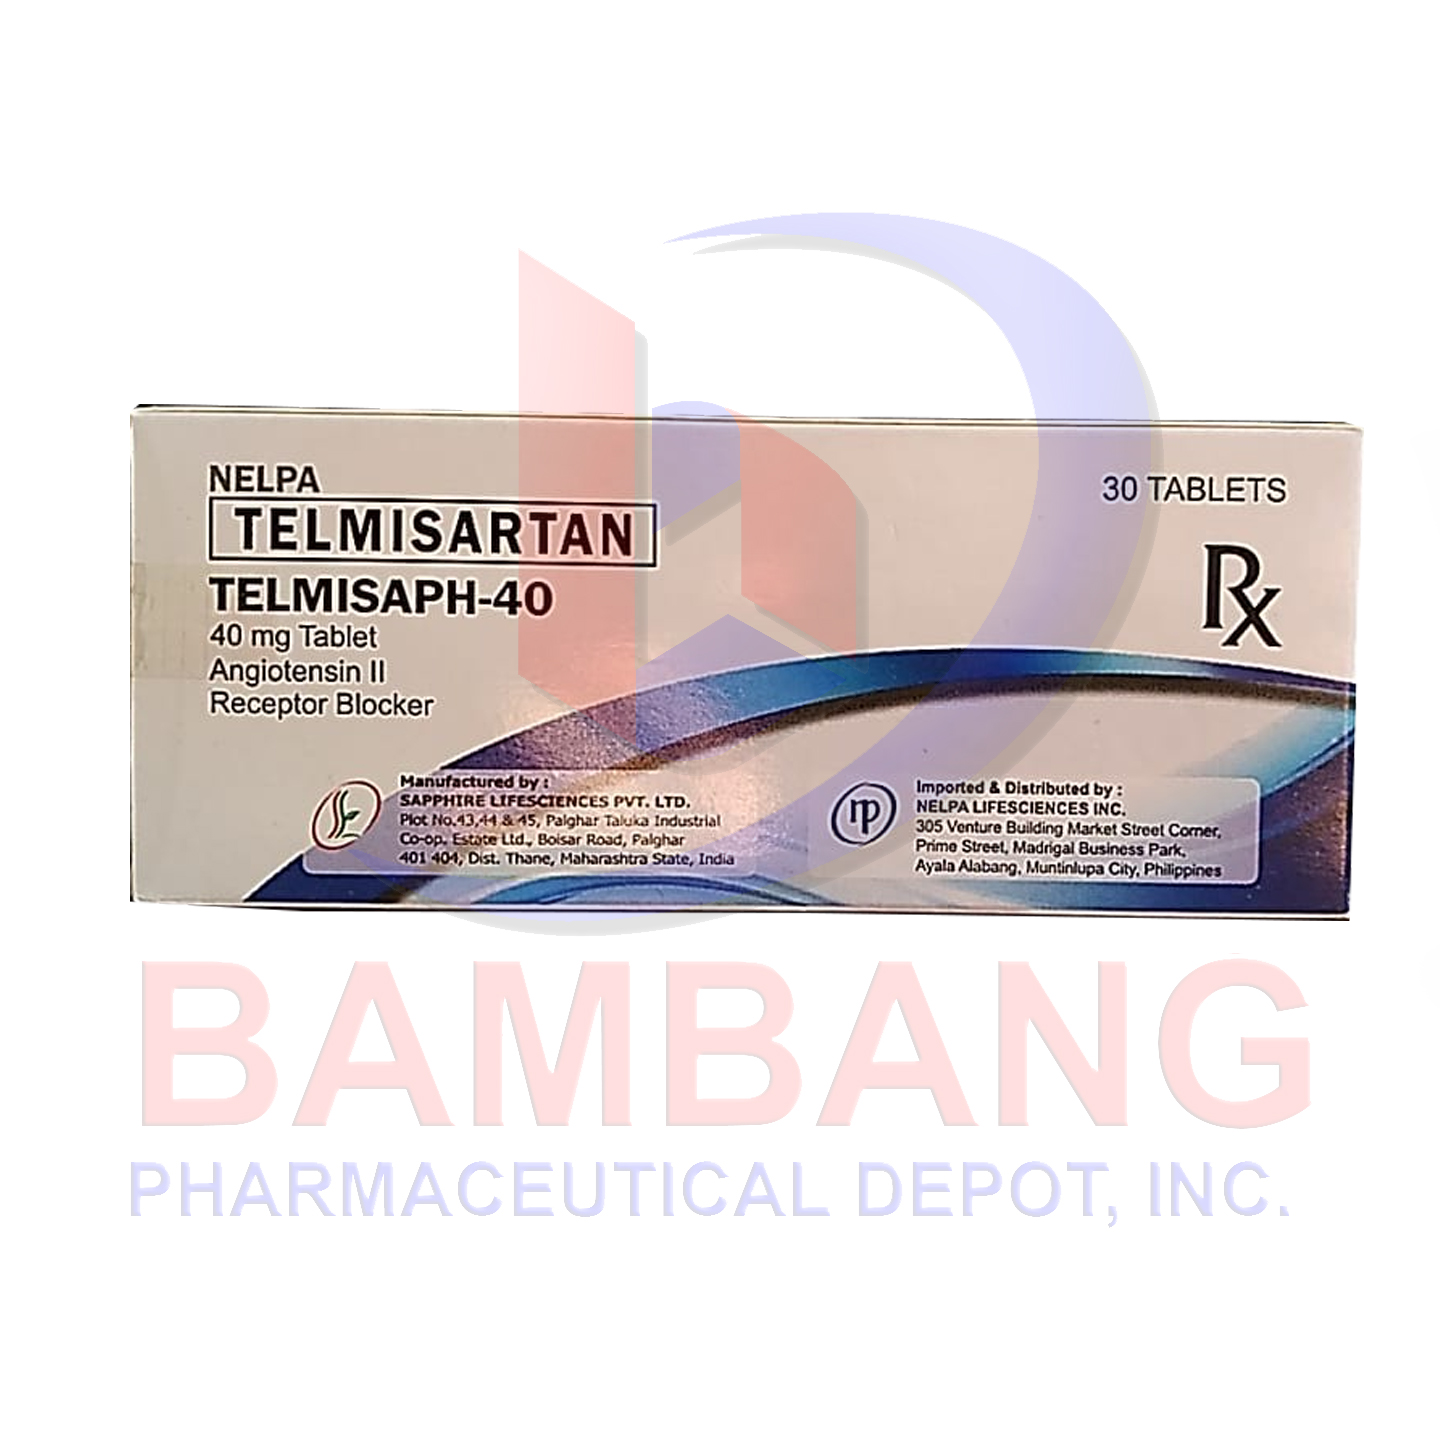 NELPA
TELMISARTAN
TELMISAPH-40
40 mg Tablet
Angiotensin II
Receptor Blocker
30 TABLETS
Rx
Manufactured by :
SAPPHIRE LIFESCIENCES PVT. LTD.
Plot No.43,44 & 45, Palghar Taluka Industrial
Co-op. Estate Ltd., Boisar Road, Palghar
401 404, Dist. Thane, Maharashtra State, India
np
Imported & Distributed by :
NELPA LIFESCIENCES INC.
305 Venture Building Market Street Corner,
Prime Street, Madrigal Business Park,
Ayala Alabang, Muntinlupa City, Philippines
BAMBANG
PHARMACEUTICAL DEPOT, INC.